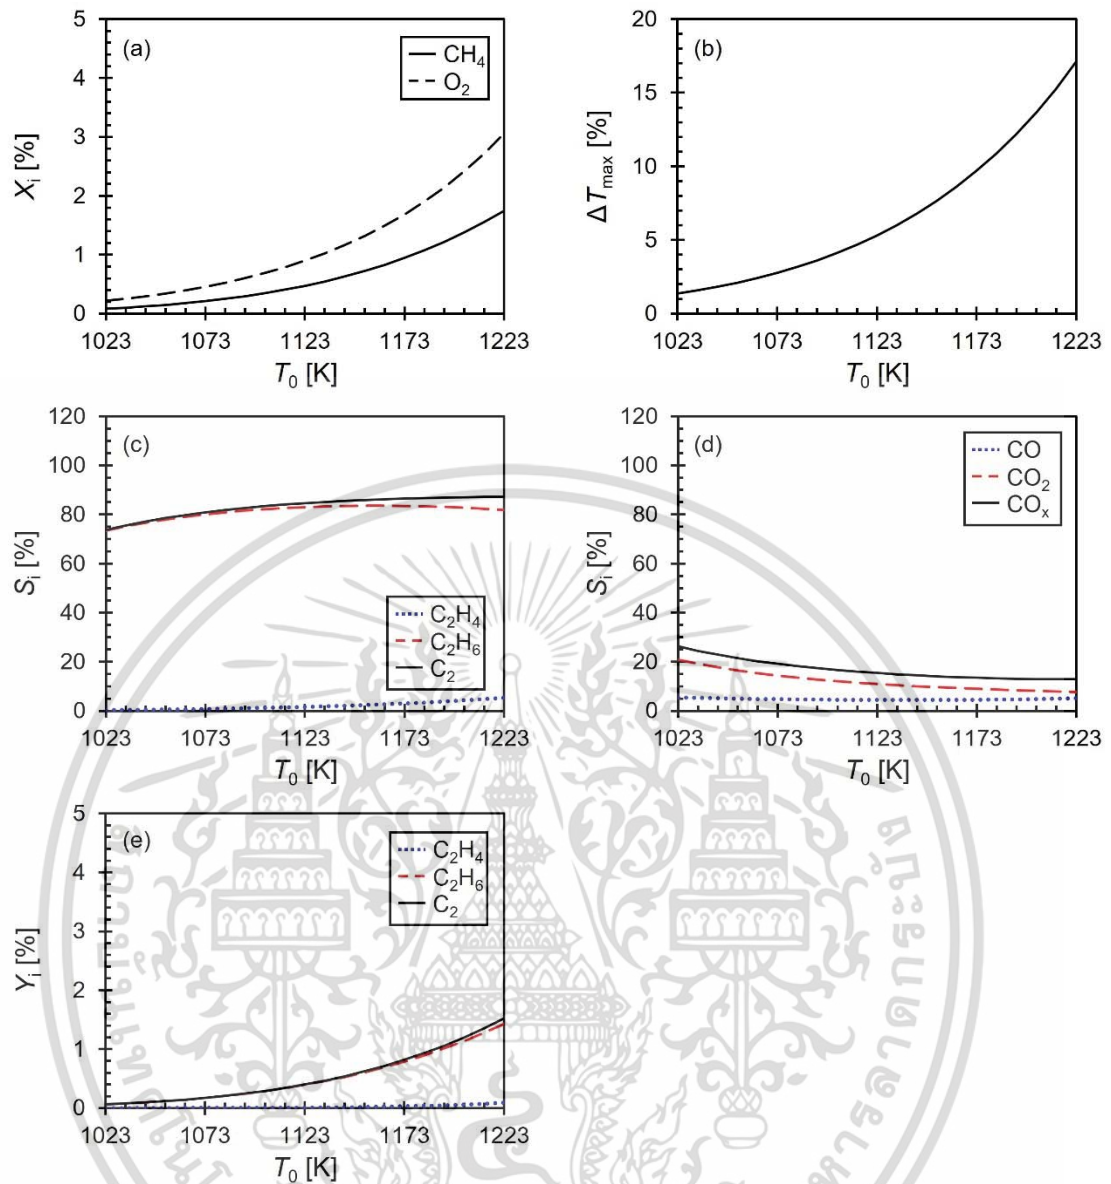 (a)
CH₄
O₂
5
4
3
2
1
0
Xᵢ [%]
1023 1073 1123 1173 1223
T₀ [K]
(b)
20
15
10
5
0
ΔTₘₐₓ [%]
1023 1073 1123 1173 1223
T₀ [K]
(c)
120
100
80
60
40
20
0
Sᵢ [%]
C₂H₄
C₂H₆
C₂
1023 1073 1123 1173 1223
T₀ [K]
(d)
120
100
80
60
40
20
0
Sᵢ [%]
CO
CO₂
COₓ
1023 1073 1123 1173 1223
T₀ [K]
(e)
5
4
3
2
1
0
Yᵢ [%]
C₂H₄
C₂H₆
C₂
1023 1073 1123 1173 1223
T₀ [K]